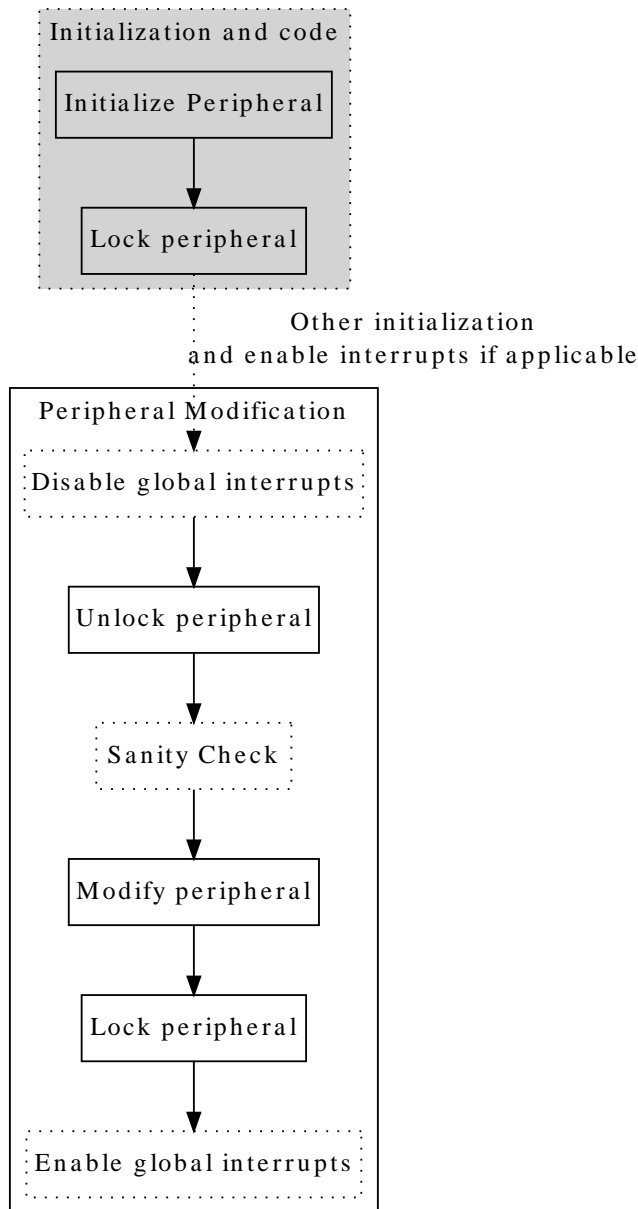 Initialization and code
Initialize Peripheral
Lock peripheral
Other initialization
and enable interrupts if applicable
Peripheral Modification
Disable global interrupts
Unlock peripheral
Sanity Check
Modify peripheral
Lock peripheral
Enable global interrupts